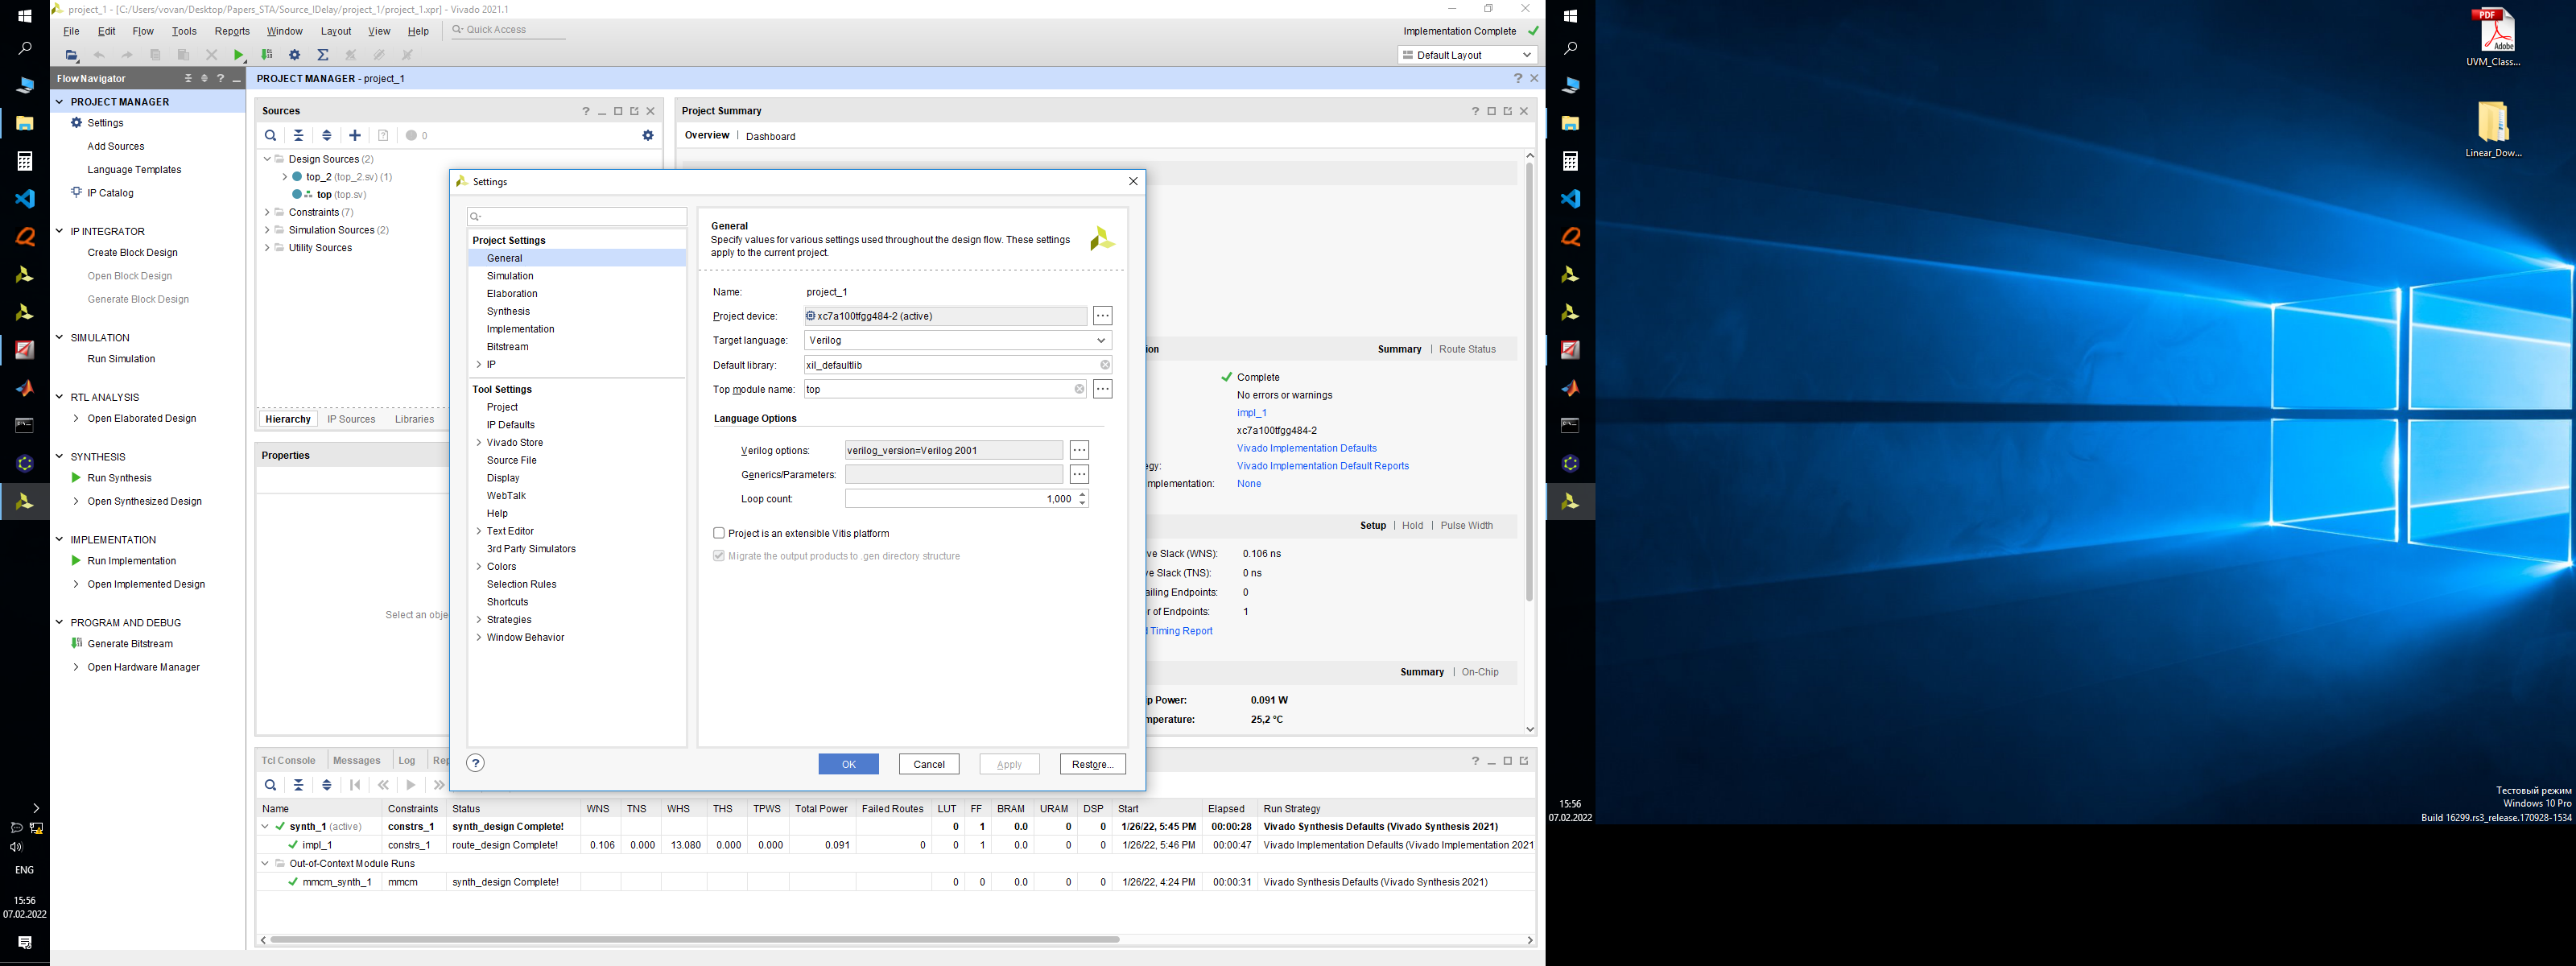 project_1 - [C:/Users/vovan/Desktop/Papers_STA/Source_IDelay/project_1/project_1.xpr] - Vivado 2021.1
File Edit Flow Tools Reports Window Layout View Help Quick Access
Implementation Complete
Default Layout
Flow Navigator
PROJECT MANAGER
Settings
Add Sources
Language Templates
IP Catalog
IP INTEGRATOR
Create Block Design
Open Block Design
Generate Block Design
SIMULATION
Run Simulation
RTL ANALYSIS
Open Elaborated Design
SYNTHESIS
Run Synthesis
Open Synthesized Design
IMPLEMENTATION
Run Implementation
Open Implemented Design
PROGRAM AND DEBUG
Generate Bitstream
Open Hardware Manager
PROJECT MANAGER - project_1
Sources
0
Design Sources (2)
top_2 (top_2.sv) (1)
top (top.sv)
Constraints (7)
Simulation Sources (2)
Utility Sources
Hierarchy IP Sources Libraries
Properties
Select an obje
Project Summary
Overview | Dashboard
Summary | Route Status
Complete
No errors or warnings
impl_1
xc7a100tfgg484-2
Vivado Implementation Defaults
Vivado Implementation Default Reports
mplementation: None
Setup | Hold | Pulse Width
ve Slack (WNS): 0.106 ns
ve Slack (TNS): 0 ns
ailing Endpoints: 0
r of Endpoints: 1
d Timing Report
Summary | On-Chip
ip Power: 0.091 W
mperature: 25,2 °C
Settings
Project Settings
General
Simulation
Elaboration
Synthesis
Implementation
Bitstream
IP
Tool Settings
Project
IP Defaults
Vivado Store
Source File
Display
WebTalk
Help
Text Editor
3rd Party Simulators
Colors
Selection Rules
Shortcuts
Strategies
Window Behavior
General
Specify values for various settings used throughout the design flow. These settings
apply to the current project.
Name: project_1
Project device: xc7a100tfgg484-2 (active)
Target language: Verilog
Default library: xil_defaultlib
Top module name: top
Language Options
Verilog options: verilog_version=Verilog 2001
Generics/Parameters:
Loop count: 1,000
Project is an extensible Vitis platform
Migrate the output products to .gen directory structure
OK Cancel Apply Restore...
Tcl Console Messages Log Rep
Name Constraints Status WNS TNS WHS THS TPWS Total Power Failed Routes LUT FF BRAM URAM DSP Start Elapsed Run Strategy
synth_1 (active) constrs_1 synth_design Complete! 0 1 0.0 0 0 1/26/22, 5:45 PM 00:00:28 Vivado Synthesis Defaults (Vivado Synthesis 2021)
impl_1 constrs_1 route_design Complete! 0.106 0.000 13.080 0.000 0.000 0.091 0 0 1 0.0 0 0 1/26/22, 5:46 PM 00:00:47 Vivado Implementation Defaults (Vivado Implementation 2021
Out-of-Context Module Runs
mmcm_synth_1 mmcm synth_design Complete! 0 0 0.0 0 0 1/26/22, 4:24 PM 00:00:31 Vivado Synthesis Defaults (Vivado Synthesis 2021)
ENG
15:56
07.02.2022
15:56
07.02.2022
PDF
Adobe
UVM_Class...
Linear_Dow...
Тестовый режим
Windows 10 Pro
Build 16299.rs3_release.170928-1534